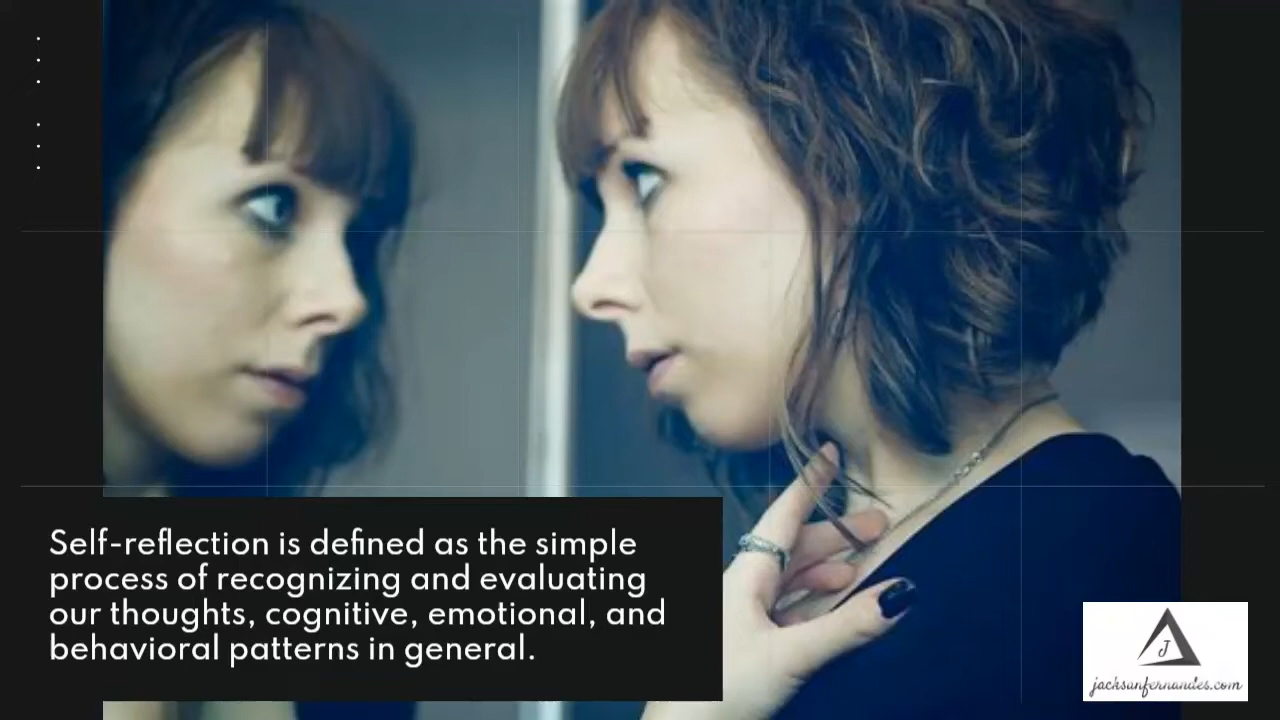 Self-reflection is defined as the simple
process of recognizing and evaluating
our thoughts, cognitive, emotional, and
behavioral patterns in general.
J
jacksanfernandes.com